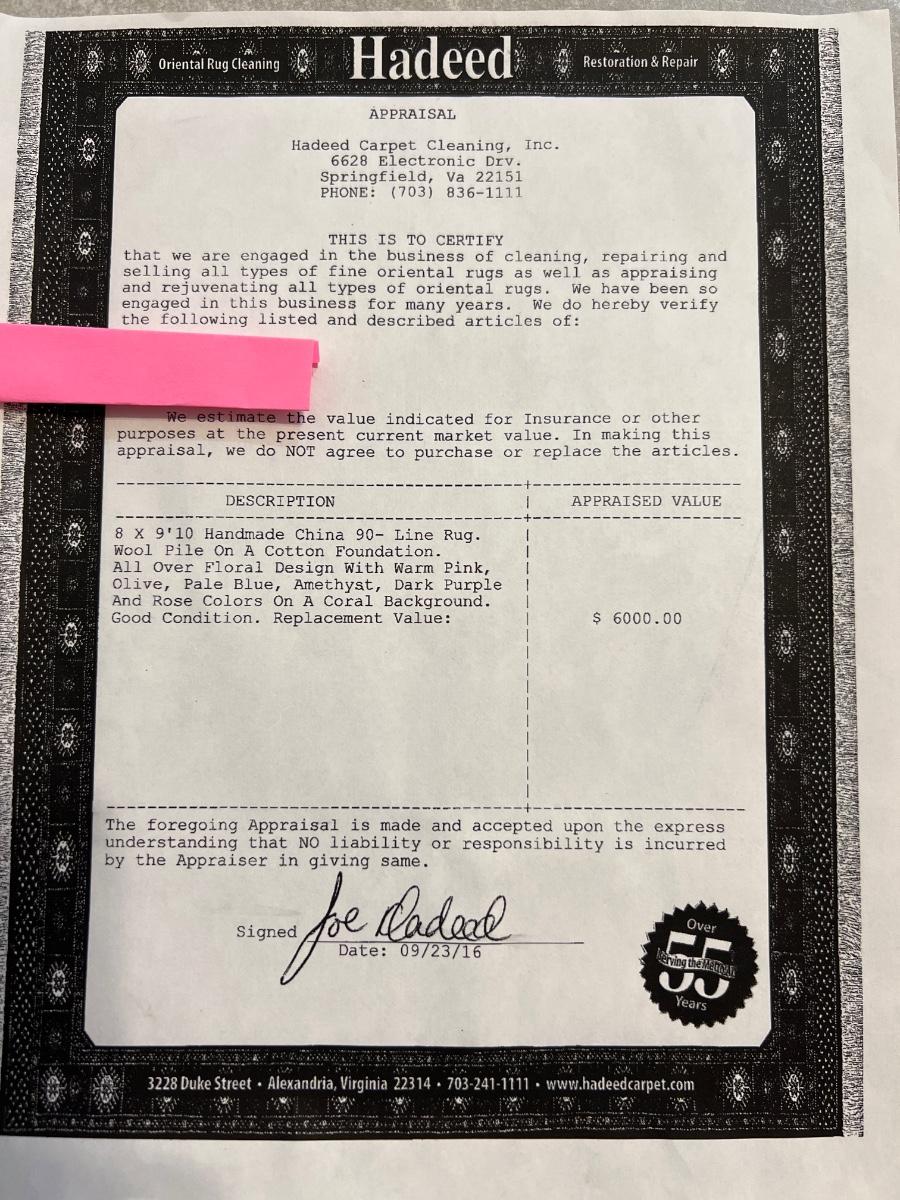 Oriental Rug Cleaning Hadeed Restoration & Repair
APPRAISAL
Hadeed Carpet Cleaning, Inc.
6628 Electronic Drv.
Springfield, Va 22151
PHONE: (703) 836-1111
THIS IS TO CERTIFY
that we are engaged in the business of cleaning, repairing and
selling all types of fine oriental rugs as well as appraising
and rejuvenating all types of oriental rugs. We have been so
engaged in this business for many years. We do hereby verify
the following listed and described articles of:
We estimate the value indicated for Insurance or other
purposes at the present current market value. In making this
appraisal, we do NOT agree to purchase or replace the articles.
DESCRIPTION APPRAISED VALUE
8 X 9'10 Handmade China 90- Line Rug.
Wool Pile On A Cotton Foundation.
All Over Floral Design With Warm Pink,
Olive, Pale Blue, Amethyst, Dark Purple
And Rose Colors On A Coral Background.
Good Condition. Replacement Value: $ 6000.00
The foregoing Appraisal is made and accepted upon the express
understanding that NO liability or responsibility is incurred
by the Appraiser in giving same.
Signed Joe Hadeed
Date: 09/23/16
Over
55
Serving the Metro
Years
3228 Duke Street • Alexandria, Virginia 22314 • 703-241-1111 • www.hadeedcarpet.com